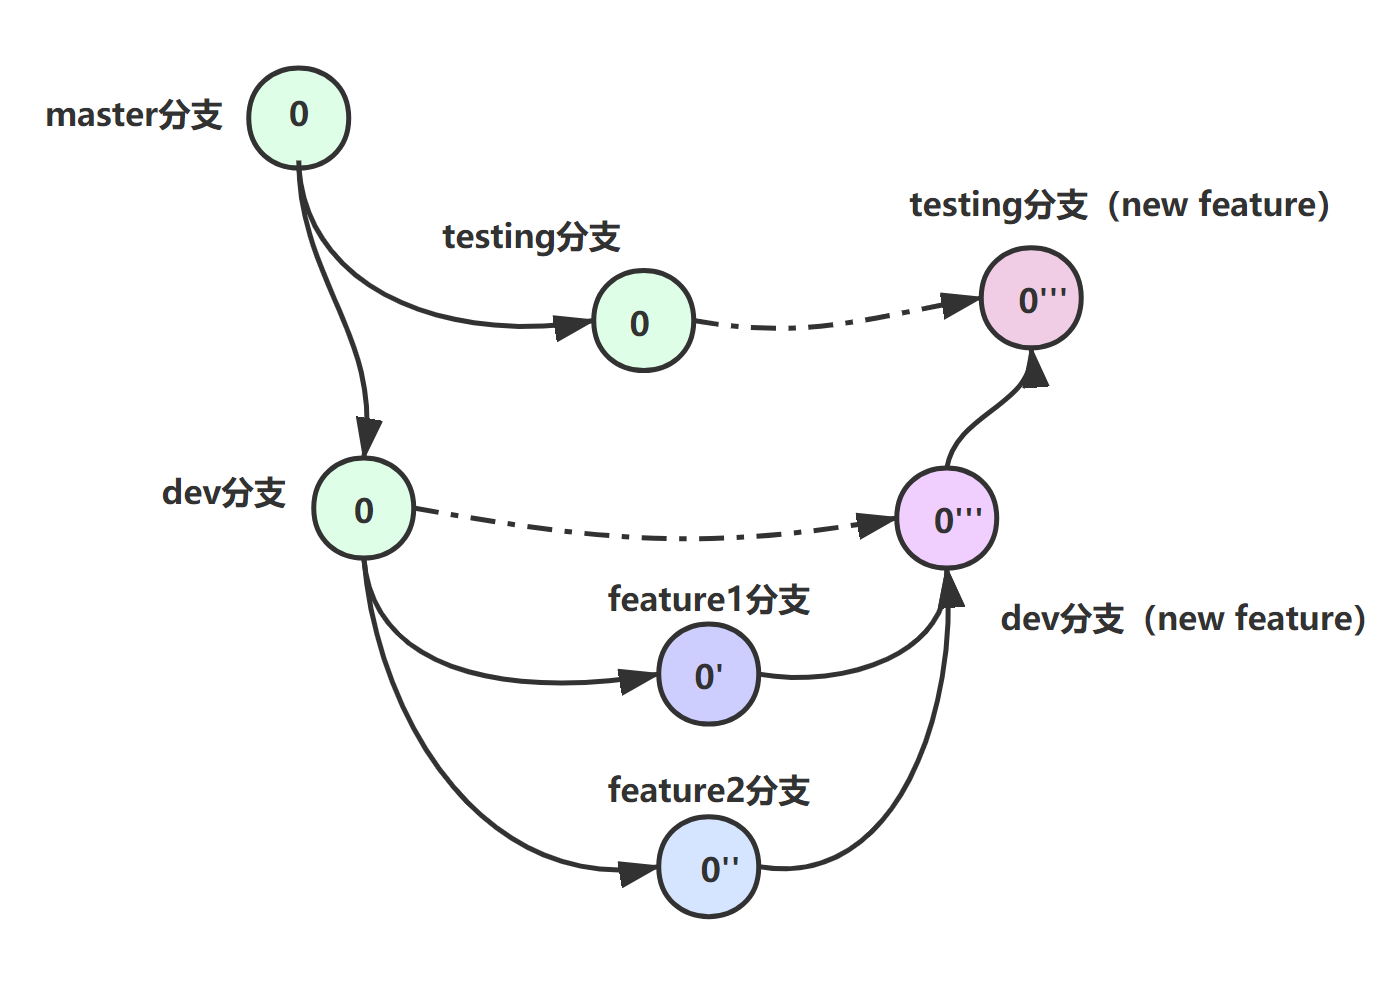 master分支
0
testing分支（new feature）
testing分支
0'''
0
dev分支
0
0'''
feature1分支
dev分支（new feature）
0'
feature2分支
0''